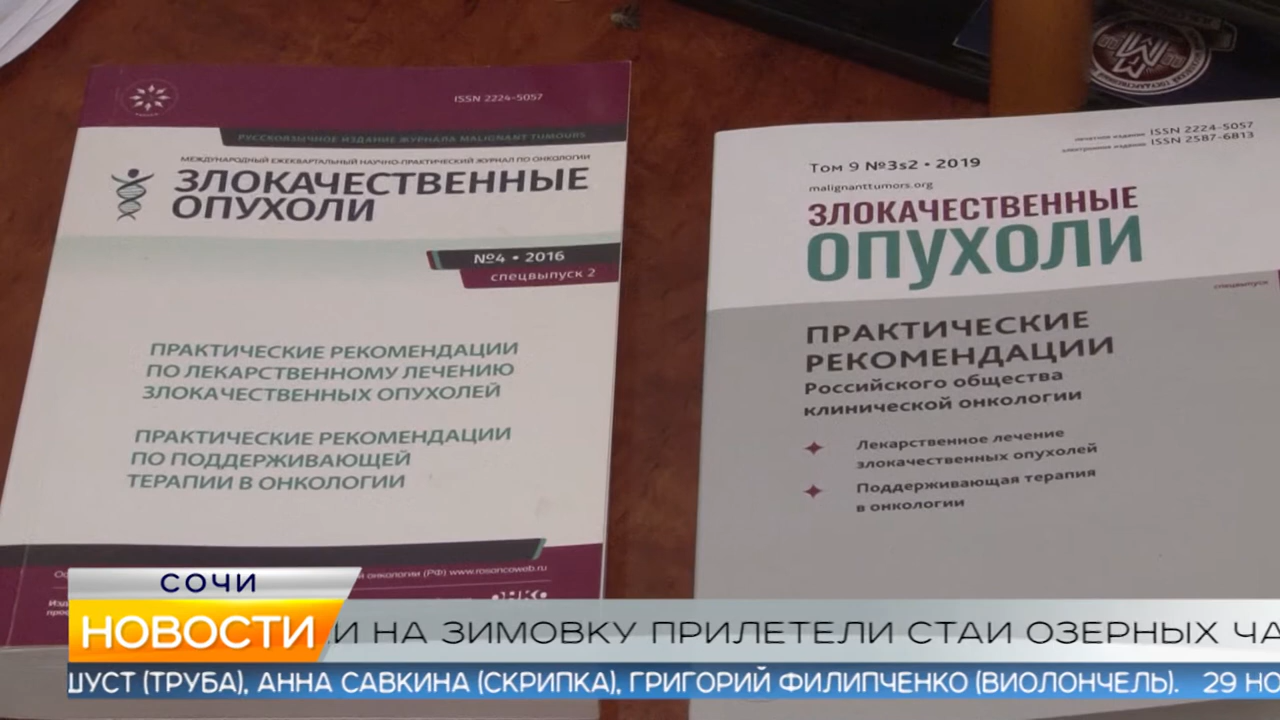 ISSN 2224-5057
РУССКОЯЗЫЧНОЕ ИЗДАНИЕ ЖУРНАЛА MALIGNANT TUMOURS
МЕЖДУНАРОДНЫЙ ЕЖЕКВАРТАЛЬНЫЙ НАУЧНО-ПРАКТИЧЕСКИЙ ЖУРНАЛ ПО ОНКОЛОГИИ
ЗЛОКАЧЕСТВЕННЫЕ
ОПУХОЛИ
№4 • 2016
спецвыпуск 2
ПРАКТИЧЕСКИЕ РЕКОМЕНДАЦИИ
ПО ЛЕКАРСТВЕННОМУ ЛЕЧЕНИЮ
ЗЛОКАЧЕСТВЕННЫХ ОПУХОЛЕЙ
ПРАКТИЧЕСКИЕ РЕКОМЕНДАЦИИ
ПО ПОДДЕРЖИВАЮЩЕЙ
ТЕРАПИИ В ОНКОЛОГИИ
онкологии (РФ) www.rosoncoweb.ru
печатное издание ISSN 2224-5057
электронное издание ISSN 2587-6813
Том 9 №3s2 • 2019
malignanttumors.org
ЗЛОКАЧЕСТВЕННЫЕ
ОПУХОЛИ
спецвыпуск
ПРАКТИЧЕСКИЕ
РЕКОМЕНДАЦИИ
Российского общества
клинической онкологии
Лекарственное лечение
злокачественных опухолей
Поддерживающая терапия
в онкологии
СОЧИ
НОВОСТИ
И НА ЗИМОВКУ ПРИЛЕТЕЛИ СТАИ ОЗЕРНЫХ ЧА
ШУСТ (ТРУБА), АННА САВКИНА (СКРИПКА), ГРИГОРИЙ ФИЛИПЧЕНКО (ВИОЛОНЧЕЛЬ). 29 НО